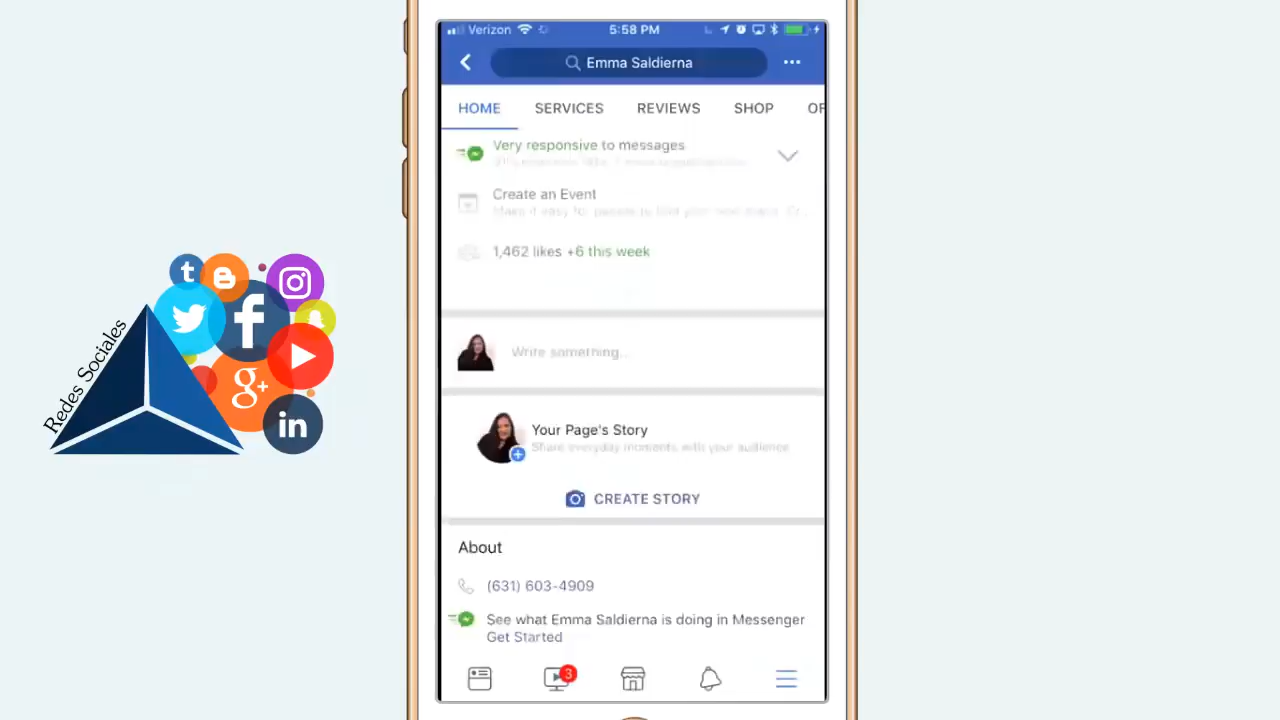 Verizon
5:58 PM
Emma Saldierna
HOME SERVICES REVIEWS SHOP OF
Very responsive to messages
Create an Event
1,462 likes +6 this week
Write something...
Your Page's Story
Share everyday moments with your audience
CREATE STORY
About
(631) 603-4909
See what Emma Saldierna is doing in Messenger
Get Started
3
Redes Sociales
t
f
g+
in